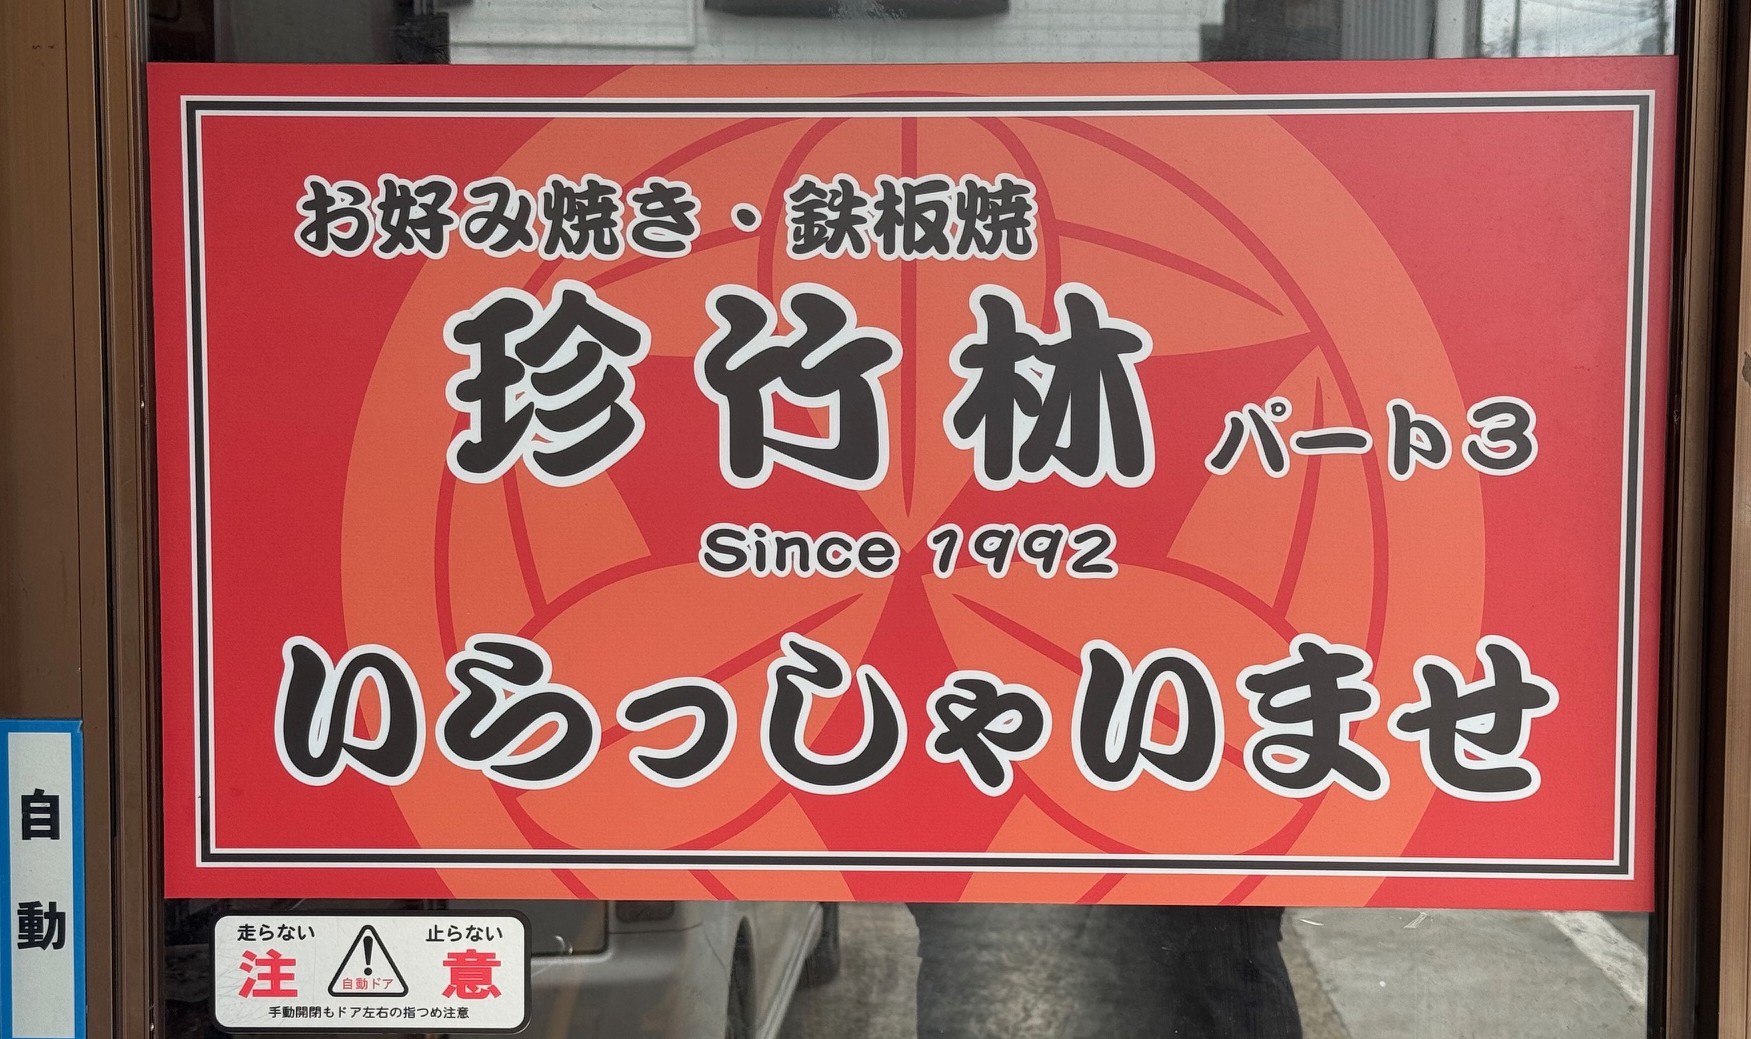 お好み焼き・鉄板焼
珍竹林 パート3
Since 1992
いらっしゃいませ
自動
走らない 止らない
注 意
自動ドア
手動開閉もドア左右の指つめ注意